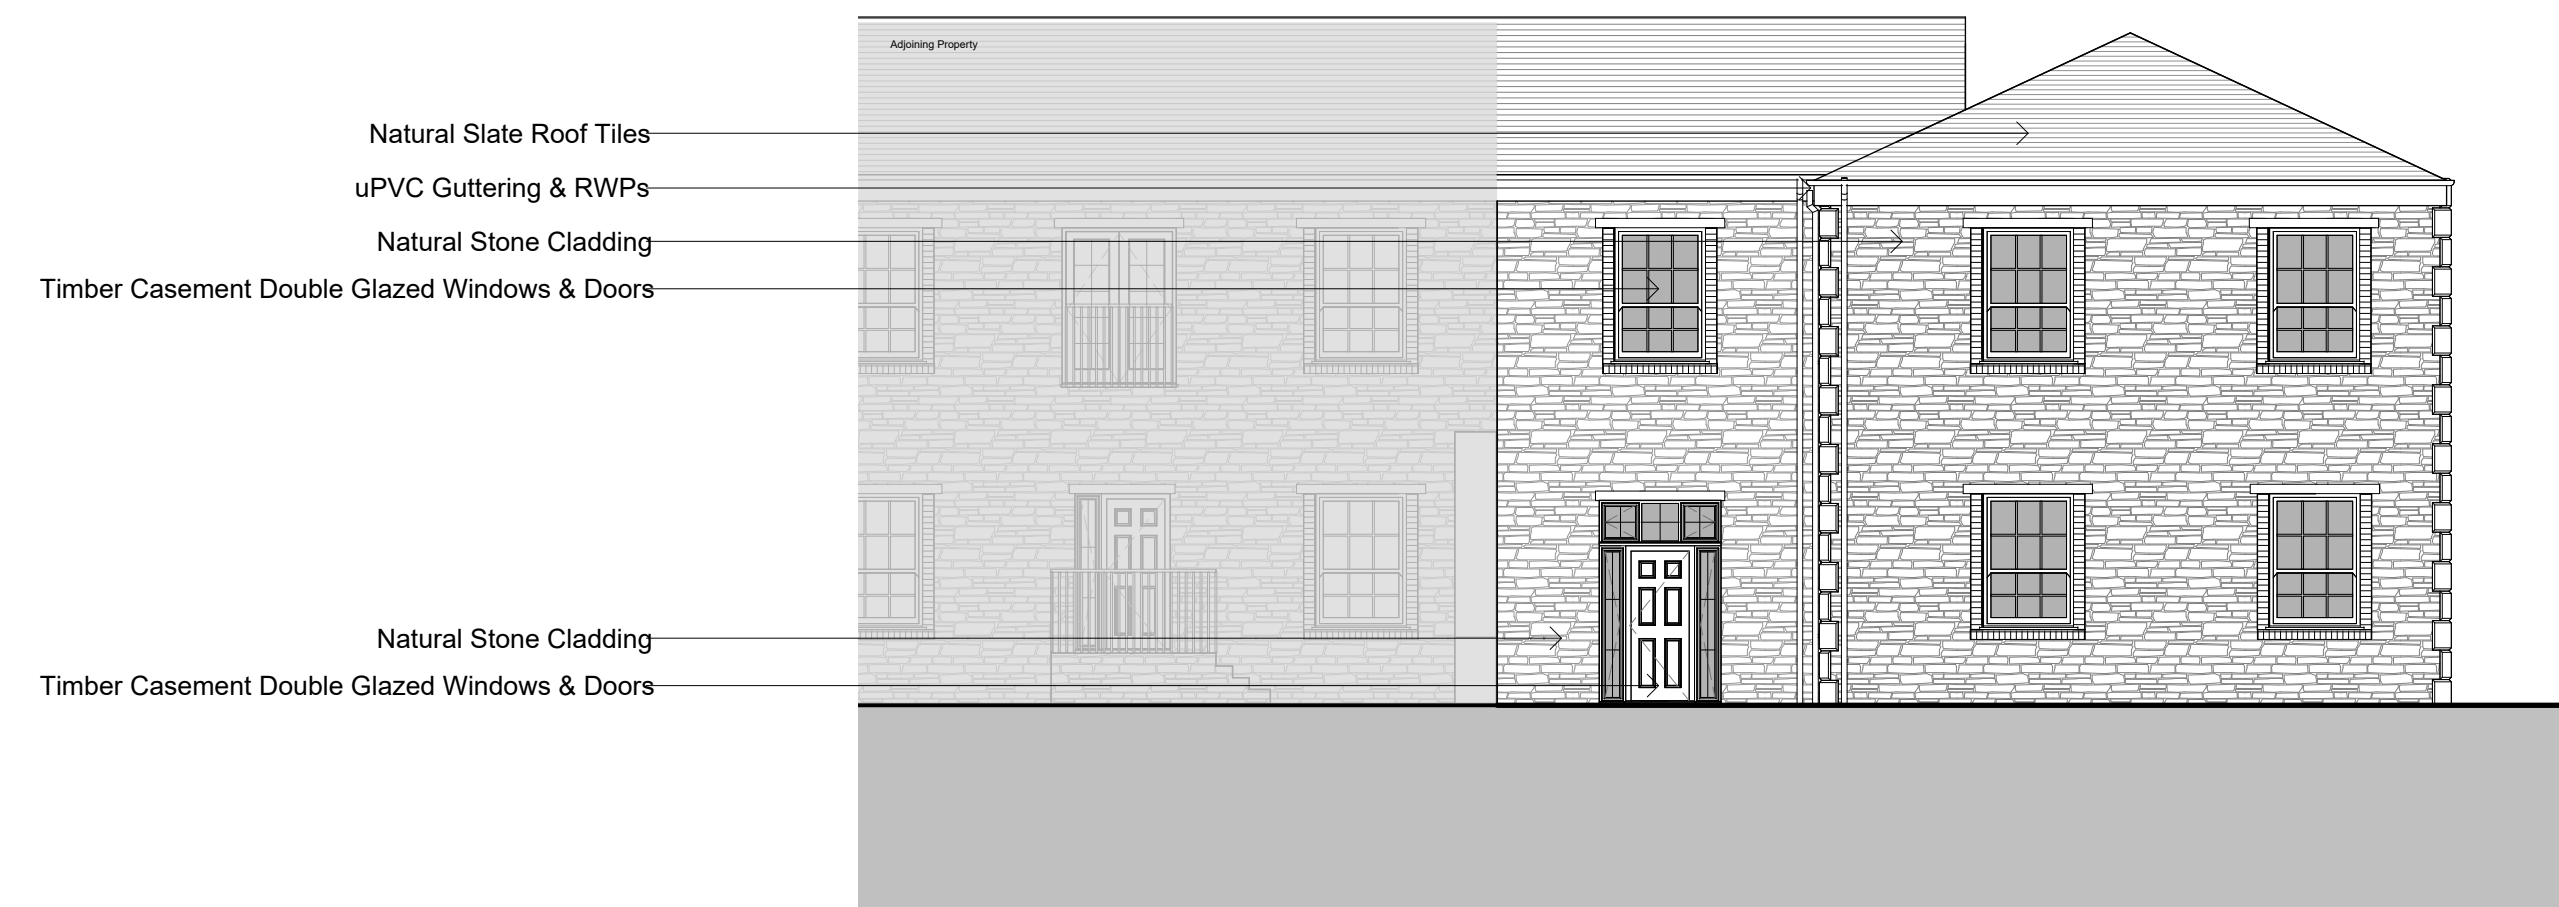 Adjoining Property
Natural Slate Roof Tiles
uPVC Guttering & RWPs
Natural Stone Cladding
Timber Casement Double Glazed Windows & Doors
Natural Stone Cladding
Timber Casement Double Glazed Windows & Doors